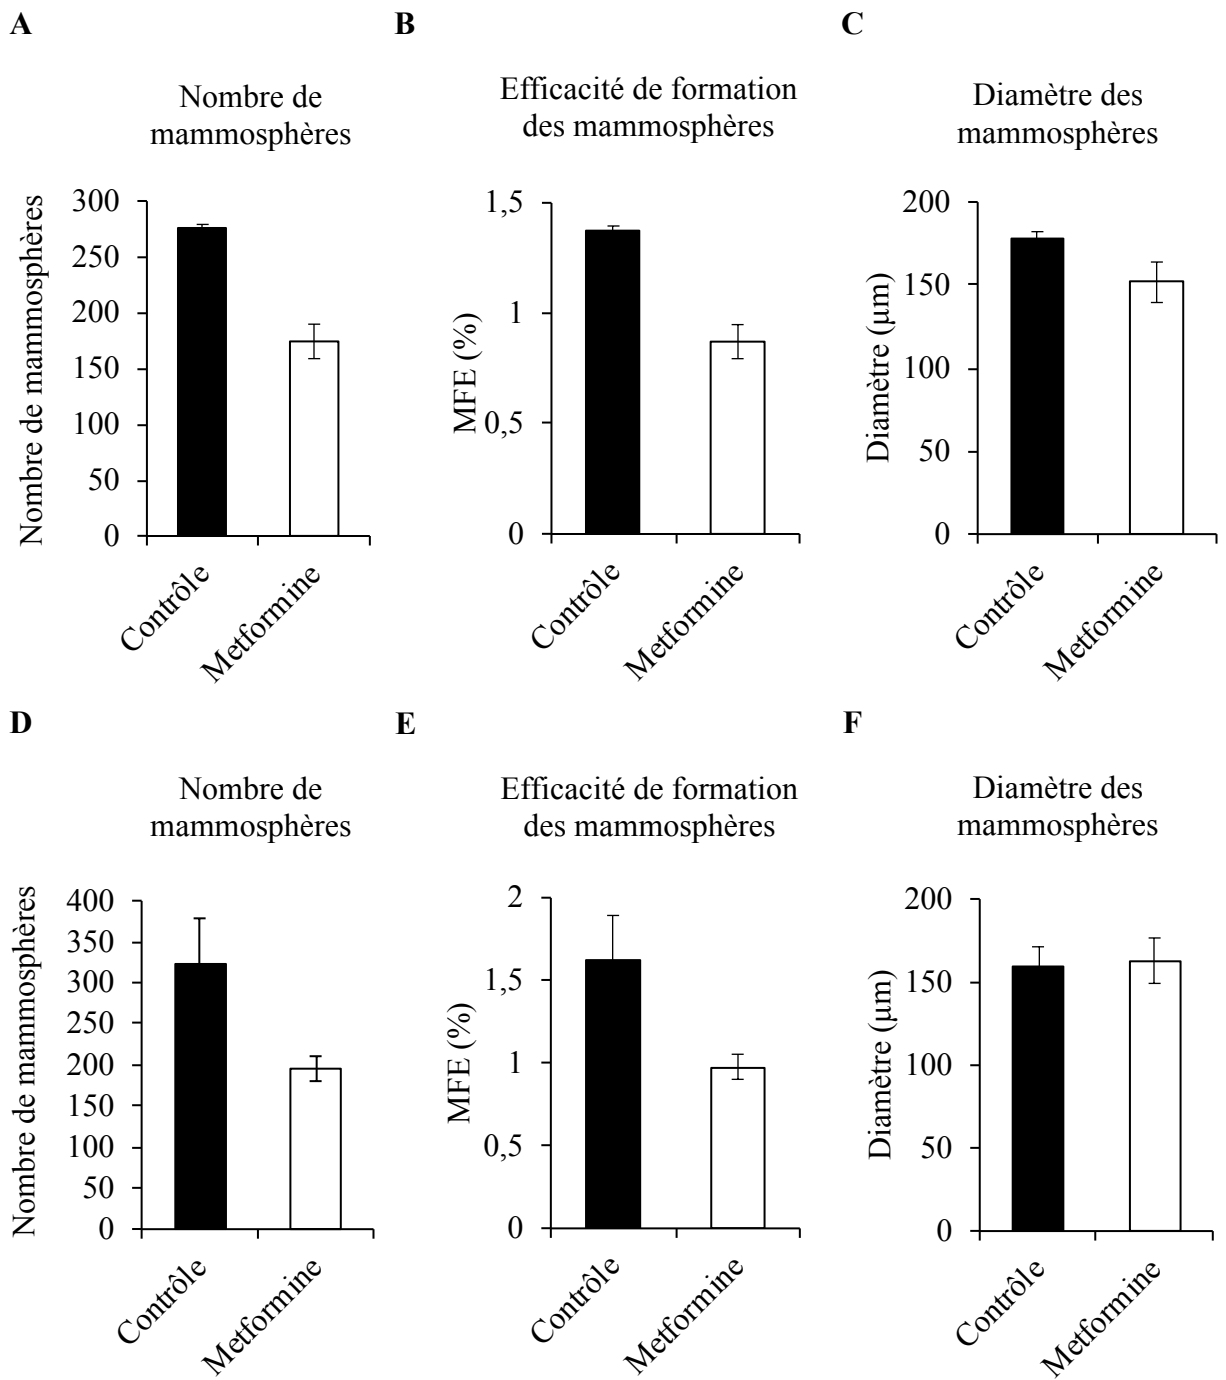 A
Nombre de
mammosphères
Nombre de mammosphères
300
250
200
150
100
50
0
Contrôle
Metformine
B
Efficacité de formation
des mammosphères
MFE (%)
1,5
1
0,5
0
Contrôle
Metformine
C
Diamètre des
mammosphères
Diamètre (µm)
200
150
100
50
0
Contrôle
Metformine
D
Nombre de
mammosphères
Nombre de mammosphères
400
350
300
250
200
150
100
50
0
Contrôle
Metformine
E
Efficacité de formation
des mammosphères
MFE (%)
2
1,5
1
0,5
0
Contrôle
Metformine
F
Diamètre des
mammosphères
Diamètre (µm)
200
150
100
50
0
Contrôle
Metformine